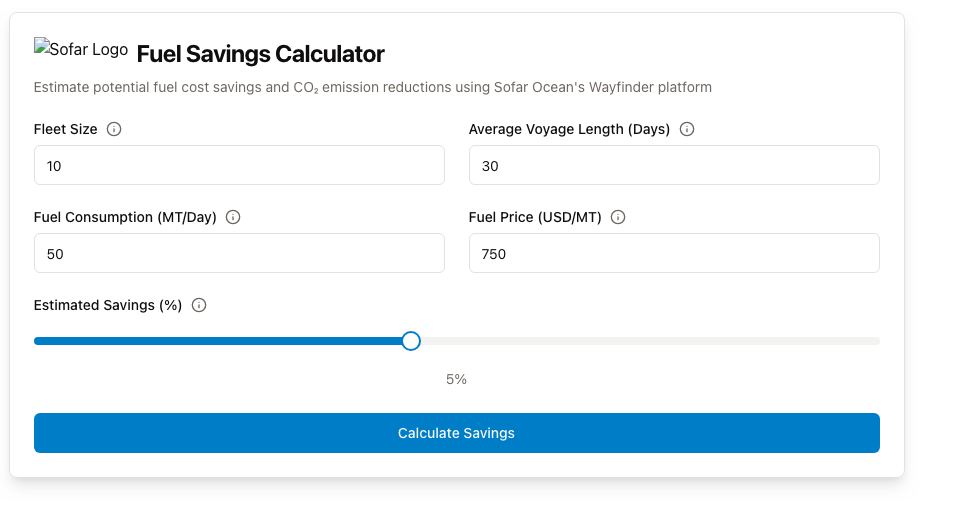 Sofar Logo Fuel Savings Calculator
Estimate potential fuel cost savings and CO₂ emission reductions using Sofar Ocean's Wayfinder platform
Fleet Size Average Voyage Length (Days)
10 30
Fuel Consumption (MT/Day) Fuel Price (USD/MT)
50 750
Estimated Savings (%)
5%
Calculate Savings